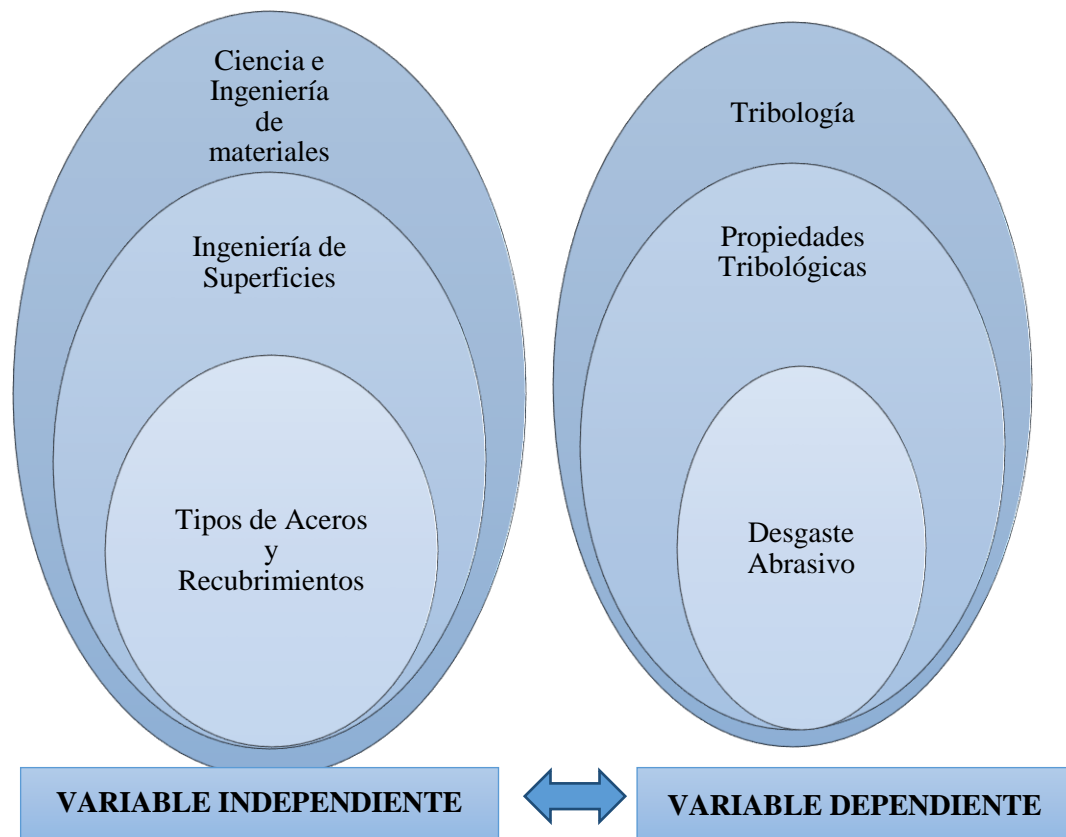 Ciencia e
Ingeniería
de
materiales
Ingeniería de
Superficies
Tipos de Aceros
y
Recubrimientos
Tribología
Propiedades
Tribológicas
Desgaste
Abrasivo
VARIABLE INDEPENDIENTE
VARIABLE DEPENDIENTE